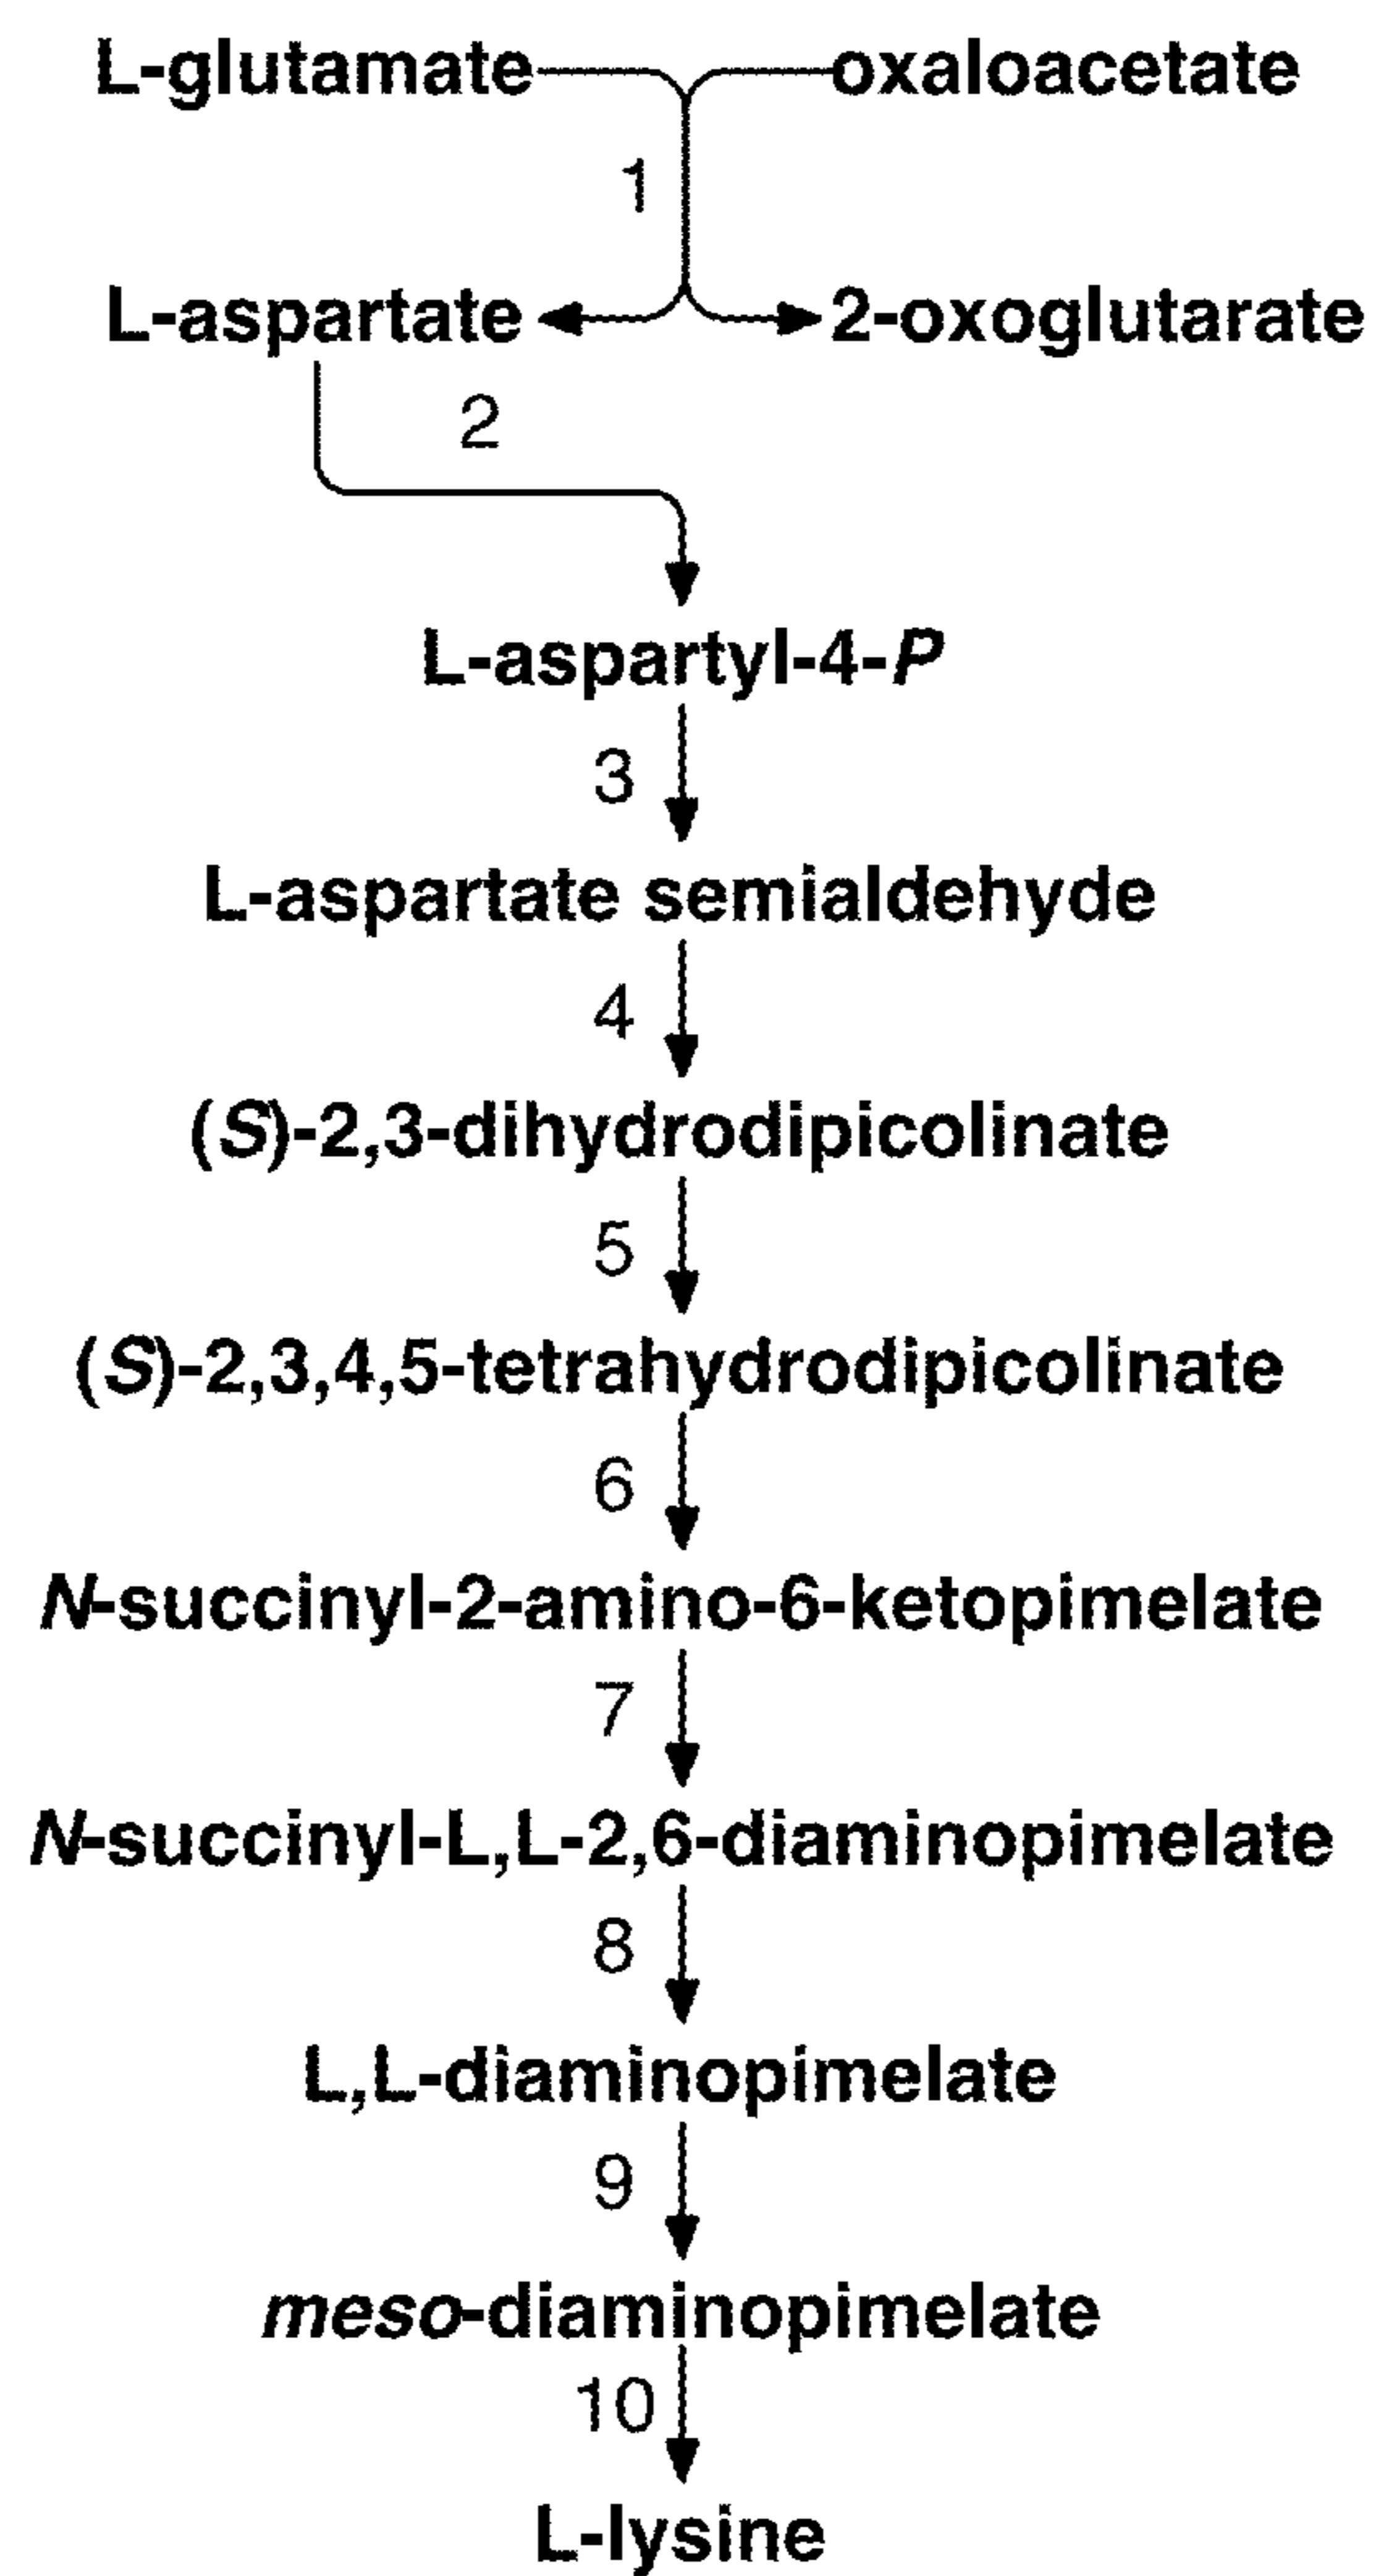 L-glutamate oxaloacetate
1
L-aspartate 2-oxoglutarate
2
L-aspartyl-4-P
3
L-aspartate semialdehyde
4
(S)-2,3-dihydrodipicolinate
5
(S)-2,3,4,5-tetrahydrodipicolinate
6
N-succinyl-2-amino-6-ketopimelate
7
N-succinyl-L,L-2,6-diaminopimelate
8
L,L-diaminopimelate
9
meso-diaminopimelate
10
L-lysine